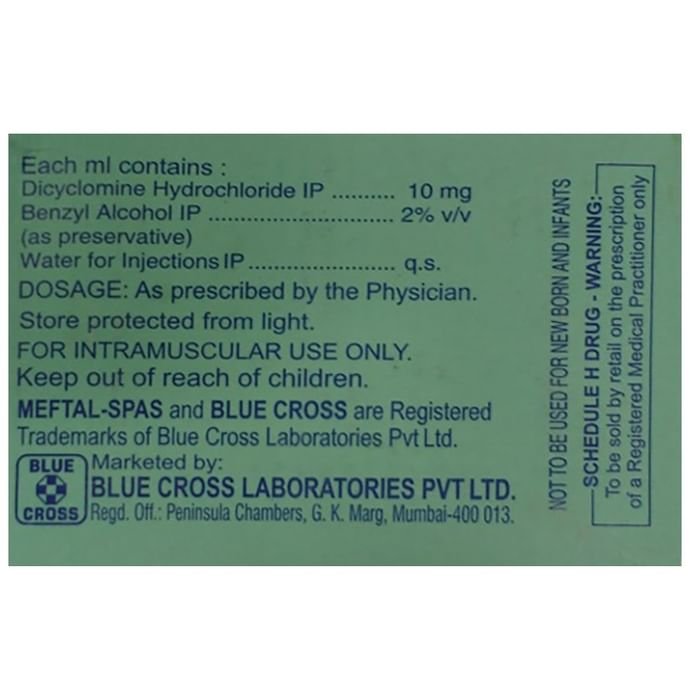 Each ml contains :
Dicyclomine Hydrochloride IP .......... 10 mg
Benzyl Alcohol IP ............................ 2% v/v
(as preservative)
Water for Injections IP...................... q.s.
DOSAGE: As prescribed by the Physician.
Store protected from light.
FOR INTRAMUSCULAR USE ONLY.
Keep out of reach of children.
MEFTAL-SPAS and BLUE CROSS are Registered
Trademarks of Blue Cross Laboratories Pvt Ltd.
BLUE
CROSS
Marketed by:
BLUE CROSS LABORATORIES PVT LTD.
Regd. Off.: Peninsula Chambers, G. K. Marg, Mumbai-400 013.
NOT TO BE USED FOR NEW BORN AND INFANTS
SCHEDULE H DRUG - WARNING:
To be sold by retail on the prescription
of a Registered Medical Practitioner only